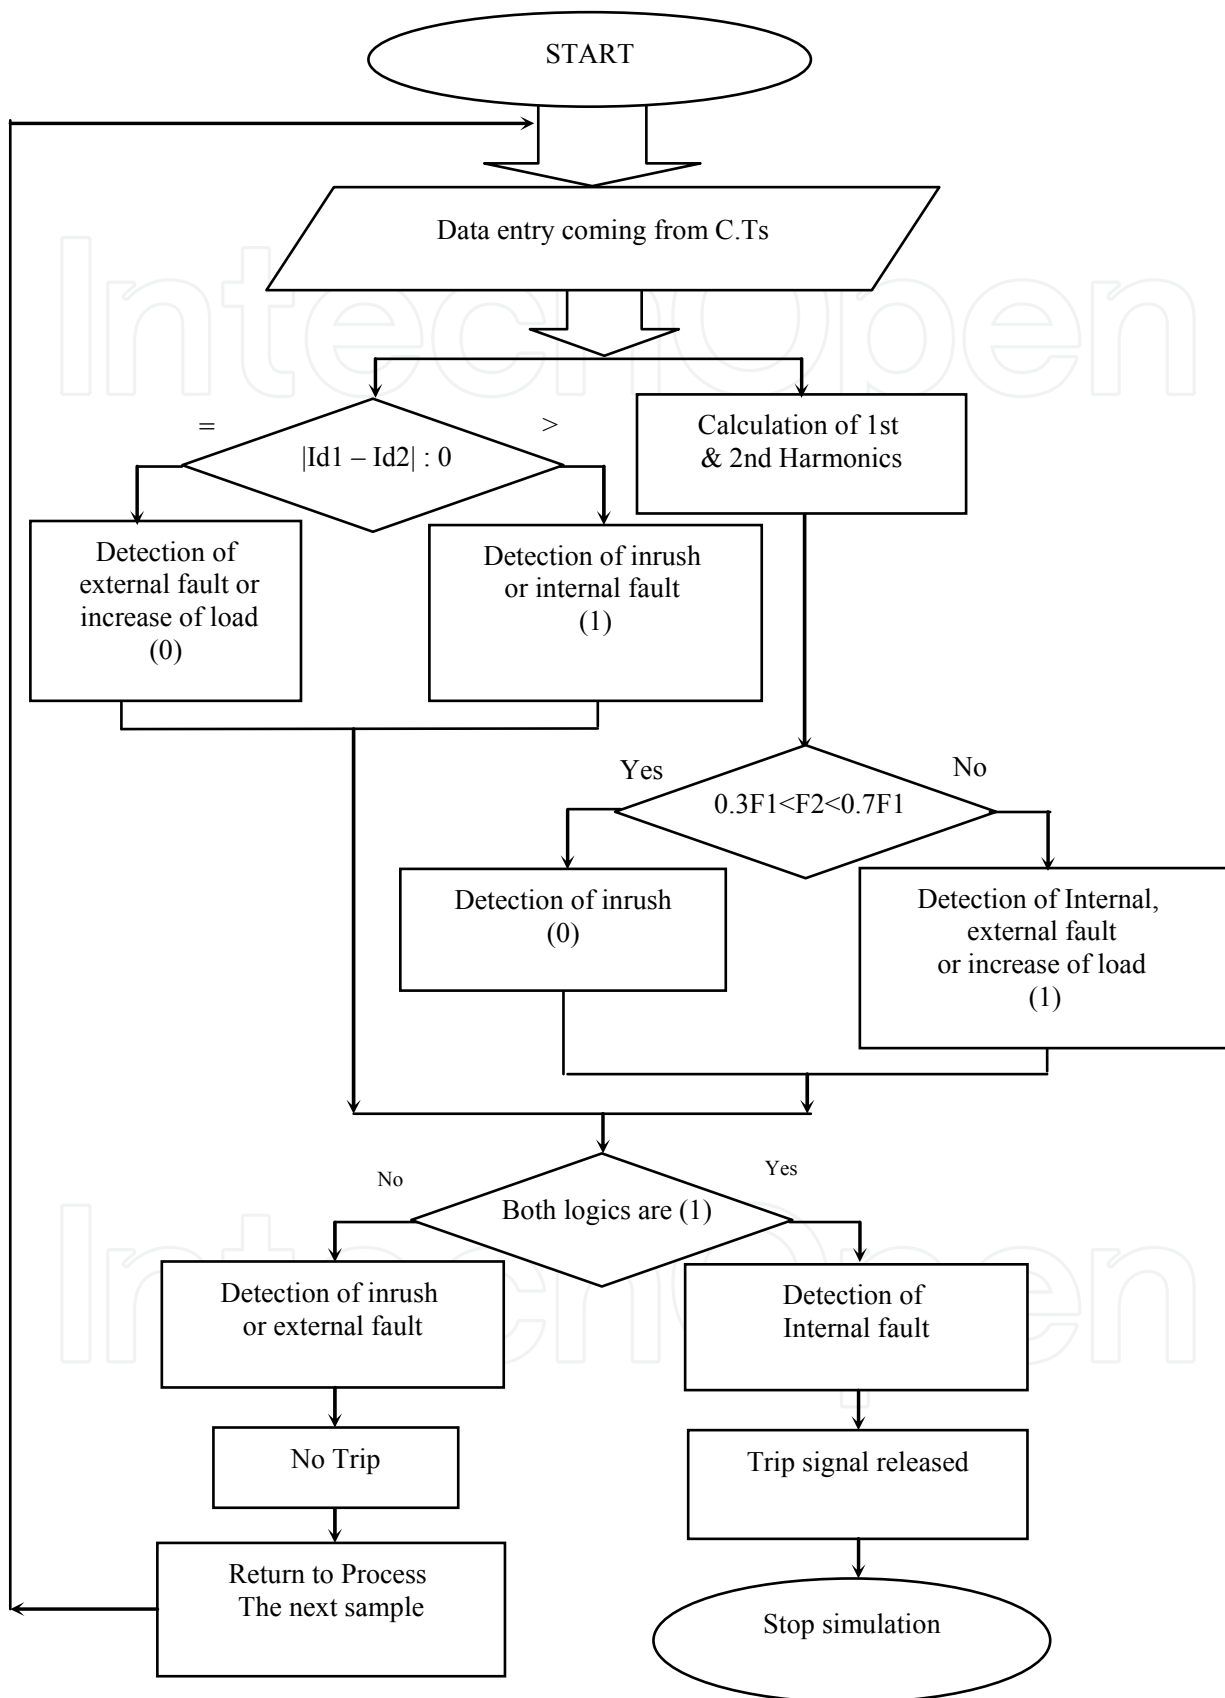 START
Data entry coming from C.Ts
=
>
|Id1 – Id2| : 0
Calculation of 1st
& 2nd Harmonics
Detection of
external fault or
increase of load
(0)
Detection of inrush
or internal fault
(1)
Yes
No
0.3F1<F2<0.7F1
Detection of inrush
(0)
Detection of Internal,
external fault
or increase of load
(1)
No
Yes
Both logics are (1)
Detection of inrush
or external fault
Detection of
Internal fault
No Trip
Trip signal released
Return to Process
The next sample
Stop simulation
IntechOpen
IntechOpen